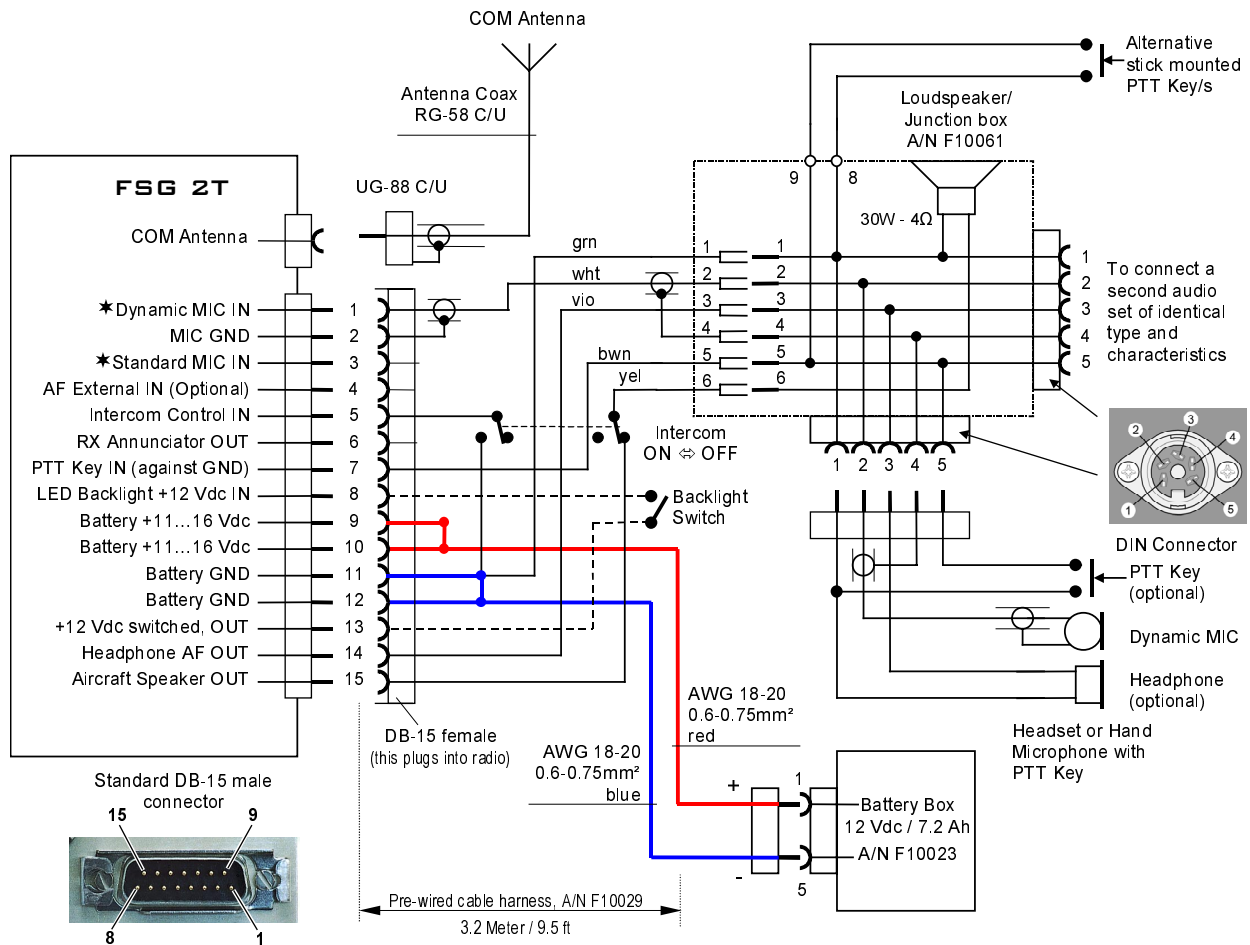 COM Antenna
Alternative
stick mounted
PTT Key/s
Antenna Coax
RG-58 C/U
Loudspeaker/
Junction box
A/N F10061
FSG 2T
UG-88 C/U
9
8
30W - 4Ω
COM Antenna
grn
wht
vio
bwn
yel
1
2
3
4
5
6
1
2
3
4
5
6
1
2
3
4
5
To connect a
second audio
set of identical
type and
characteristics
✶Dynamic MIC IN 1
MIC GND 2
✶Standard MIC IN 3
AF External IN (Optional) 4
Intercom Control IN 5
RX Annunciator OUT 6
PTT Key IN (against GND) 7
LED Backlight +12 Vdc IN 8
Battery +11...16 Vdc 9
Battery +11...16 Vdc 10
Battery GND 11
Battery GND 12
+12 Vdc switched, OUT 13
Headphone AF OUT 14
Aircraft Speaker OUT 15
Intercom
ON ⇔ OFF
Backlight
Switch
1 2 3 4 5
1
2
3
4
5
DIN Connector
PTT Key
(optional)
Dynamic MIC
Headphone
(optional)
Headset or Hand
Microphone with
PTT Key
DB-15 female
(this plugs into radio)
AWG 18-20
0.6-0.75mm²
red
AWG 18-20
0.6-0.75mm²
blue
Standard DB-15 male
connector
15
9
8
1
+
-
1
5
Battery Box
12 Vdc / 7.2 Ah
A/N F10023
Pre-wired cable harness, A/N F10029
3.2 Meter / 9.5 ft